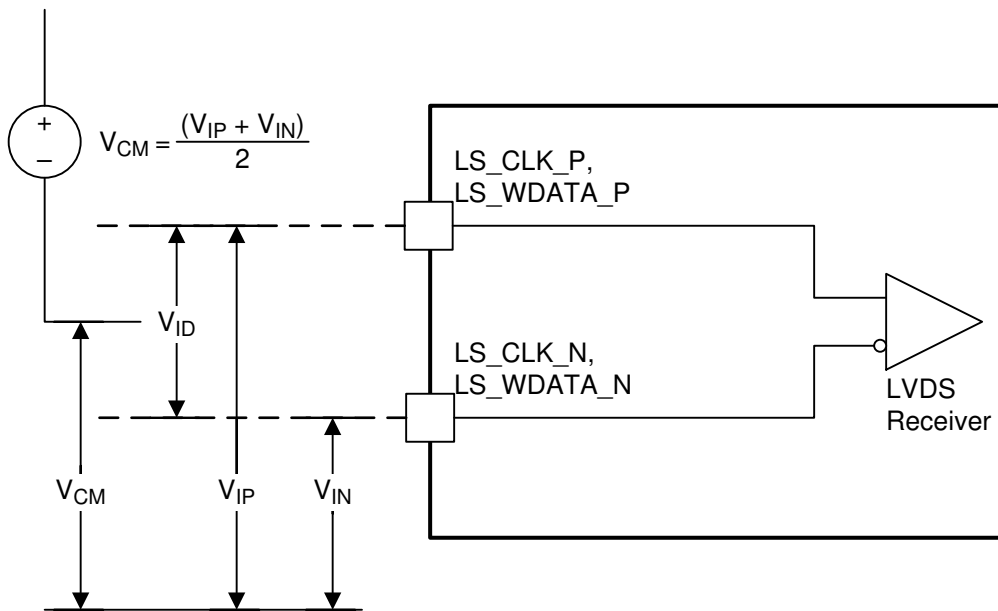 +
–
V_CM = (V_IP + V_IN) / 2
LS_CLK_P,
LS_WDATA_P
V_ID
LS_CLK_N,
LS_WDATA_N
LVDS
Receiver
V_CM
V_IP
V_IN